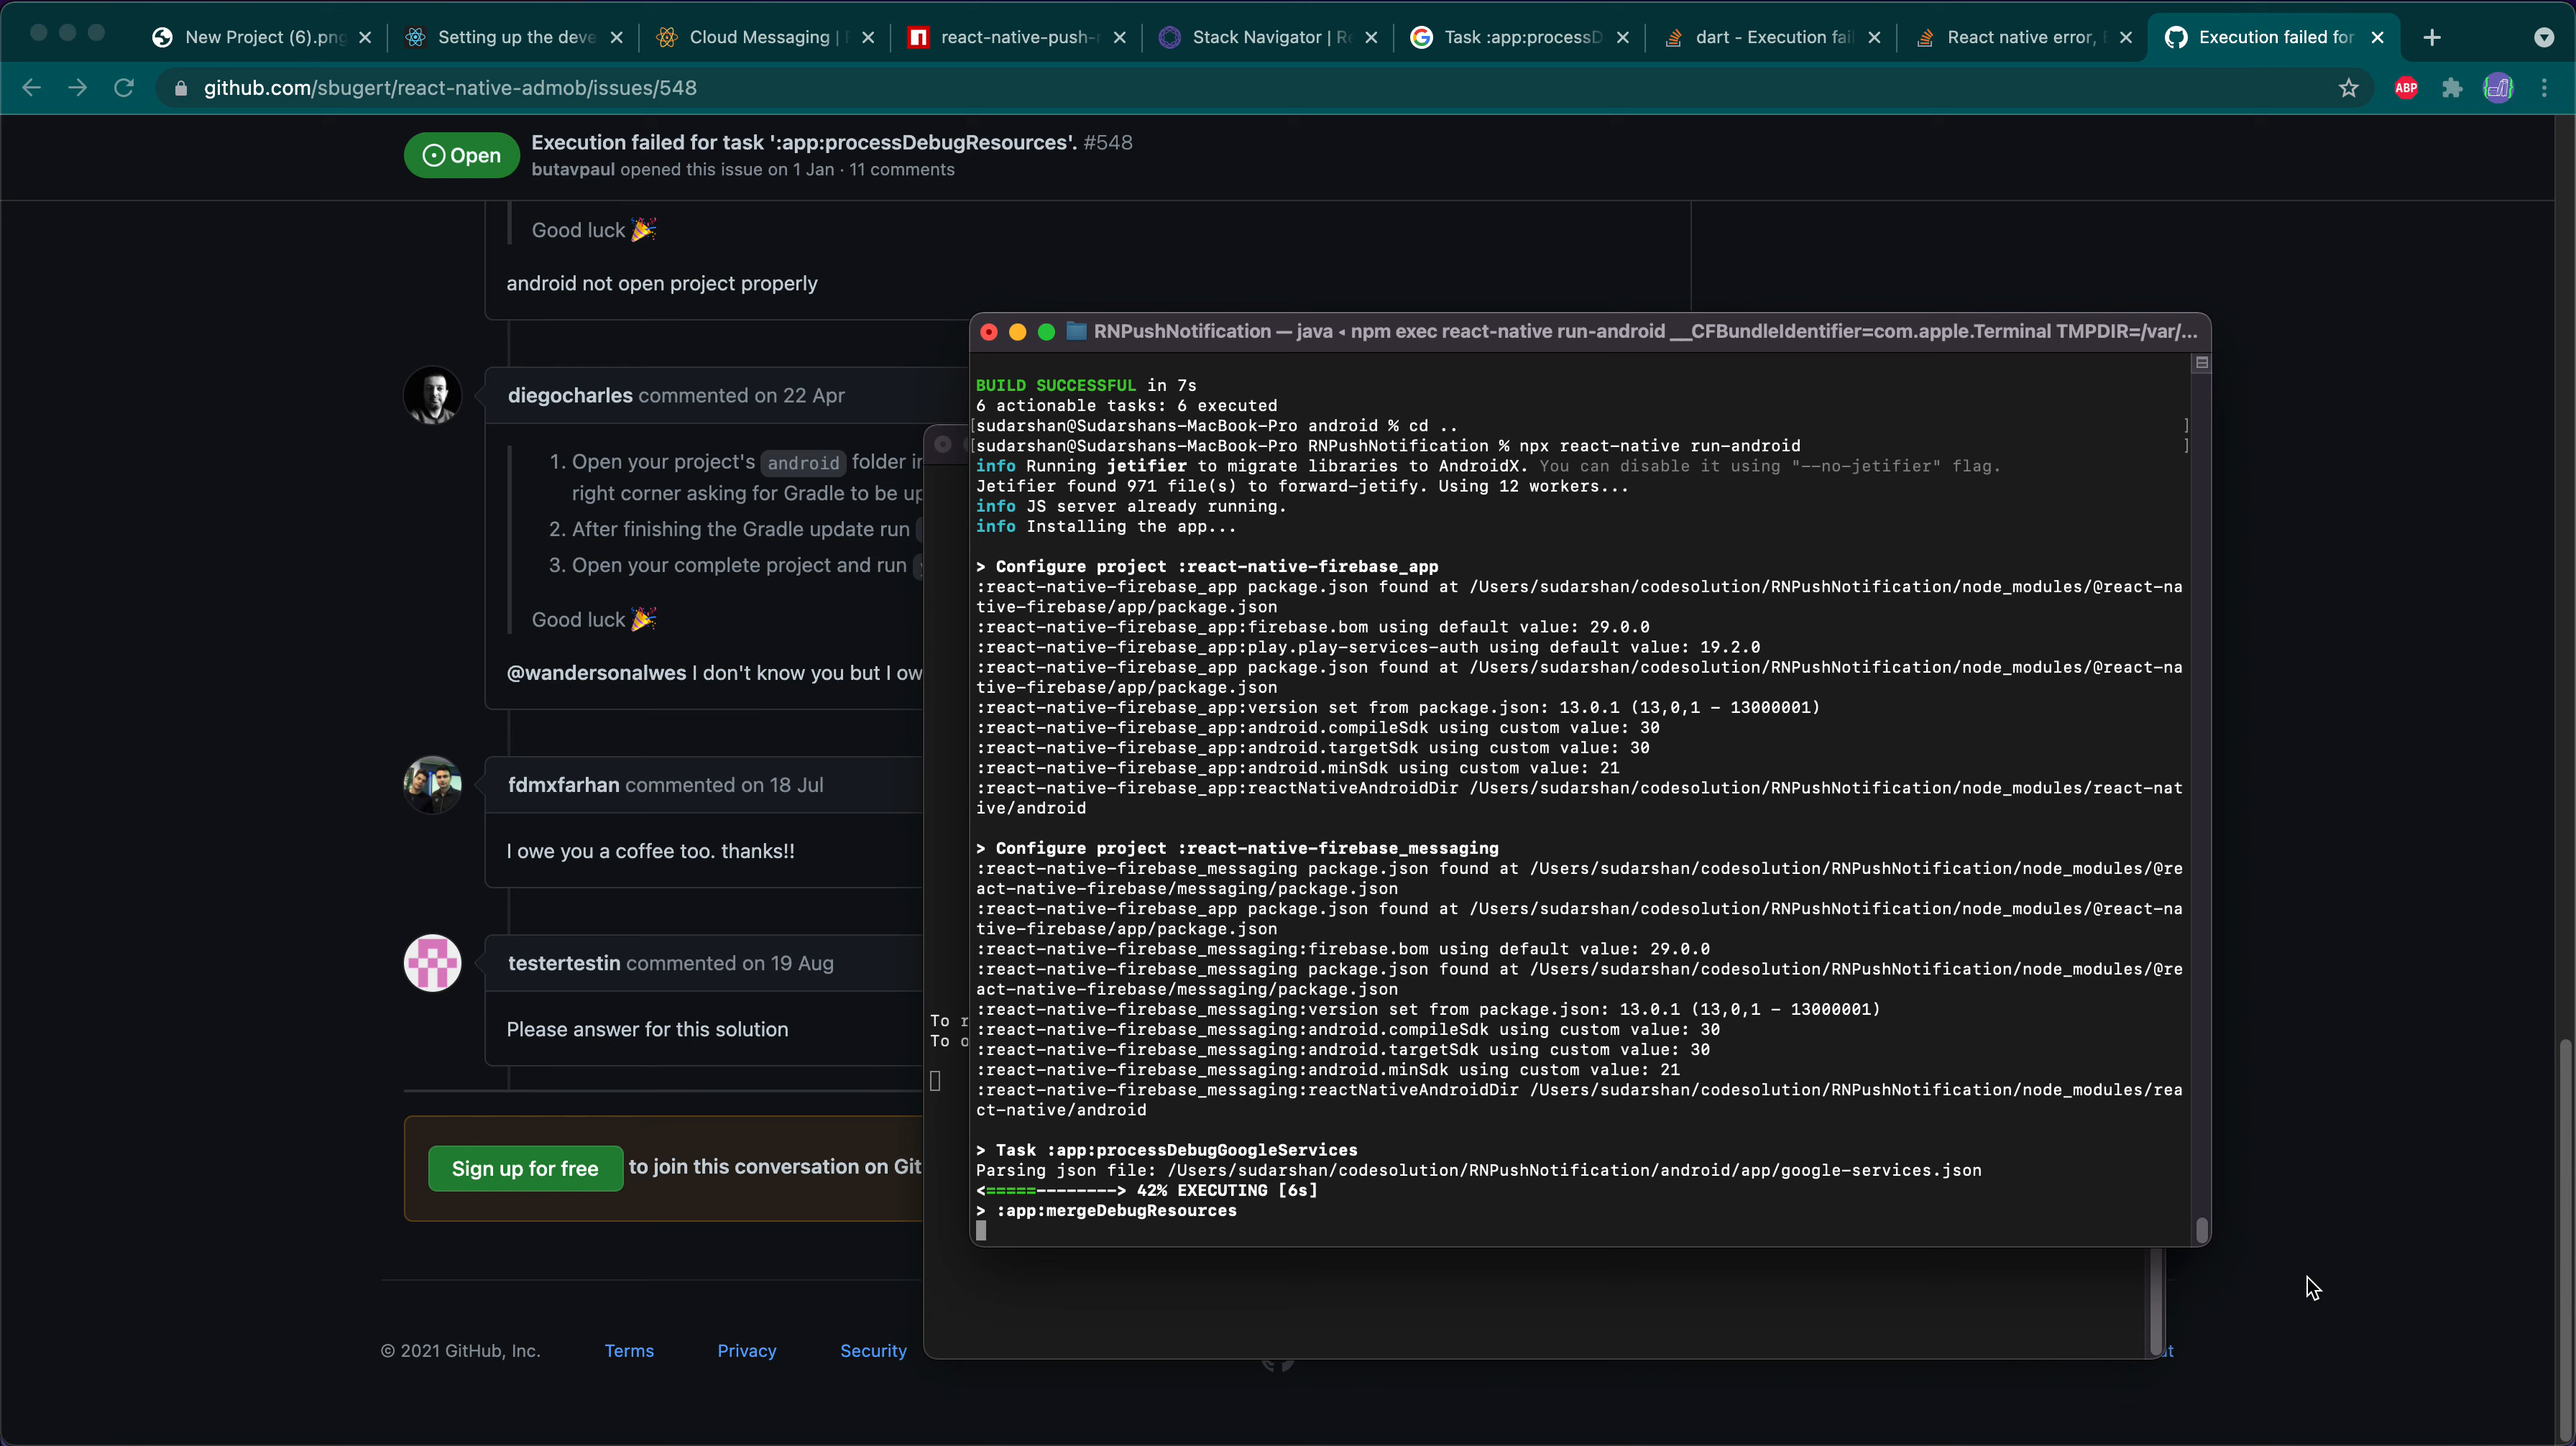 New Project (6).png
Setting up the deve
Cloud Messaging |
react-native-push-
Stack Navigator | Re
Task :app:processD
dart - Execution fai
React native error,
Execution failed for
github.com/sbugert/react-native-admob/issues/548
ABP
Open
Execution failed for task ':app:processDebugResources'. #548
butavpaul opened this issue on 1 Jan · 11 comments
Good luck 🎉
android not open project properly
diegocharles commented on 22 Apr
1. Open your project's android folder in
right corner asking for Gradle to be up
2. After finishing the Gradle update run
3. Open your complete project and run
Good luck 🎉
@wandersonalwes I don't know you but I ow
fdmxfarhan commented on 18 Jul
I owe you a coffee too. thanks!!
testertestin commented on 19 Aug
Please answer for this solution
Sign up for free to join this conversation on Git
© 2021 GitHub, Inc.
Terms
Privacy
Security
To r
To o
RNPushNotification — java ◂ npm exec react-native run-android __CFBundleIdentifier=com.apple.Terminal TMPDIR=/var/...
BUILD SUCCESSFUL in 7s
6 actionable tasks: 6 executed
[sudarshan@Sudarshans-MacBook-Pro android % cd .. ]
[sudarshan@Sudarshans-MacBook-Pro RNPushNotification % npx react-native run-android ]
info Running jetifier to migrate libraries to AndroidX. You can disable it using "--no-jetifier" flag.
Jetifier found 971 file(s) to forward-jetify. Using 12 workers...
info JS server already running.
info Installing the app...
> Configure project :react-native-firebase_app
:react-native-firebase_app package.json found at /Users/sudarshan/codesolution/RNPushNotification/node_modules/@react-na
tive-firebase/app/package.json
:react-native-firebase_app:firebase.bom using default value: 29.0.0
:react-native-firebase_app:play.play-services-auth using default value: 19.2.0
:react-native-firebase_app package.json found at /Users/sudarshan/codesolution/RNPushNotification/node_modules/@react-na
tive-firebase/app/package.json
:react-native-firebase_app:version set from package.json: 13.0.1 (13,0,1 - 13000001)
:react-native-firebase_app:android.compileSdk using custom value: 30
:react-native-firebase_app:android.targetSdk using custom value: 30
:react-native-firebase_app:android.minSdk using custom value: 21
:react-native-firebase_app:reactNativeAndroidDir /Users/sudarshan/codesolution/RNPushNotification/node_modules/react-nat
ive/android
> Configure project :react-native-firebase_messaging
:react-native-firebase_messaging package.json found at /Users/sudarshan/codesolution/RNPushNotification/node_modules/@re
act-native-firebase/messaging/package.json
:react-native-firebase_app package.json found at /Users/sudarshan/codesolution/RNPushNotification/node_modules/@react-na
tive-firebase/app/package.json
:react-native-firebase_messaging:firebase.bom using default value: 29.0.0
:react-native-firebase_messaging package.json found at /Users/sudarshan/codesolution/RNPushNotification/node_modules/@re
act-native-firebase/messaging/package.json
:react-native-firebase_messaging:version set from package.json: 13.0.1 (13,0,1 - 13000001)
:react-native-firebase_messaging:android.compileSdk using custom value: 30
:react-native-firebase_messaging:android.targetSdk using custom value: 30
:react-native-firebase_messaging:android.minSdk using custom value: 21
:react-native-firebase_messaging:reactNativeAndroidDir /Users/sudarshan/codesolution/RNPushNotification/node_modules/rea
ct-native/android
> Task :app:processDebugGoogleServices
Parsing json file: /Users/sudarshan/codesolution/RNPushNotification/android/app/google-services.json
<=====--------> 42% EXECUTING [6s]
> :app:mergeDebugResources